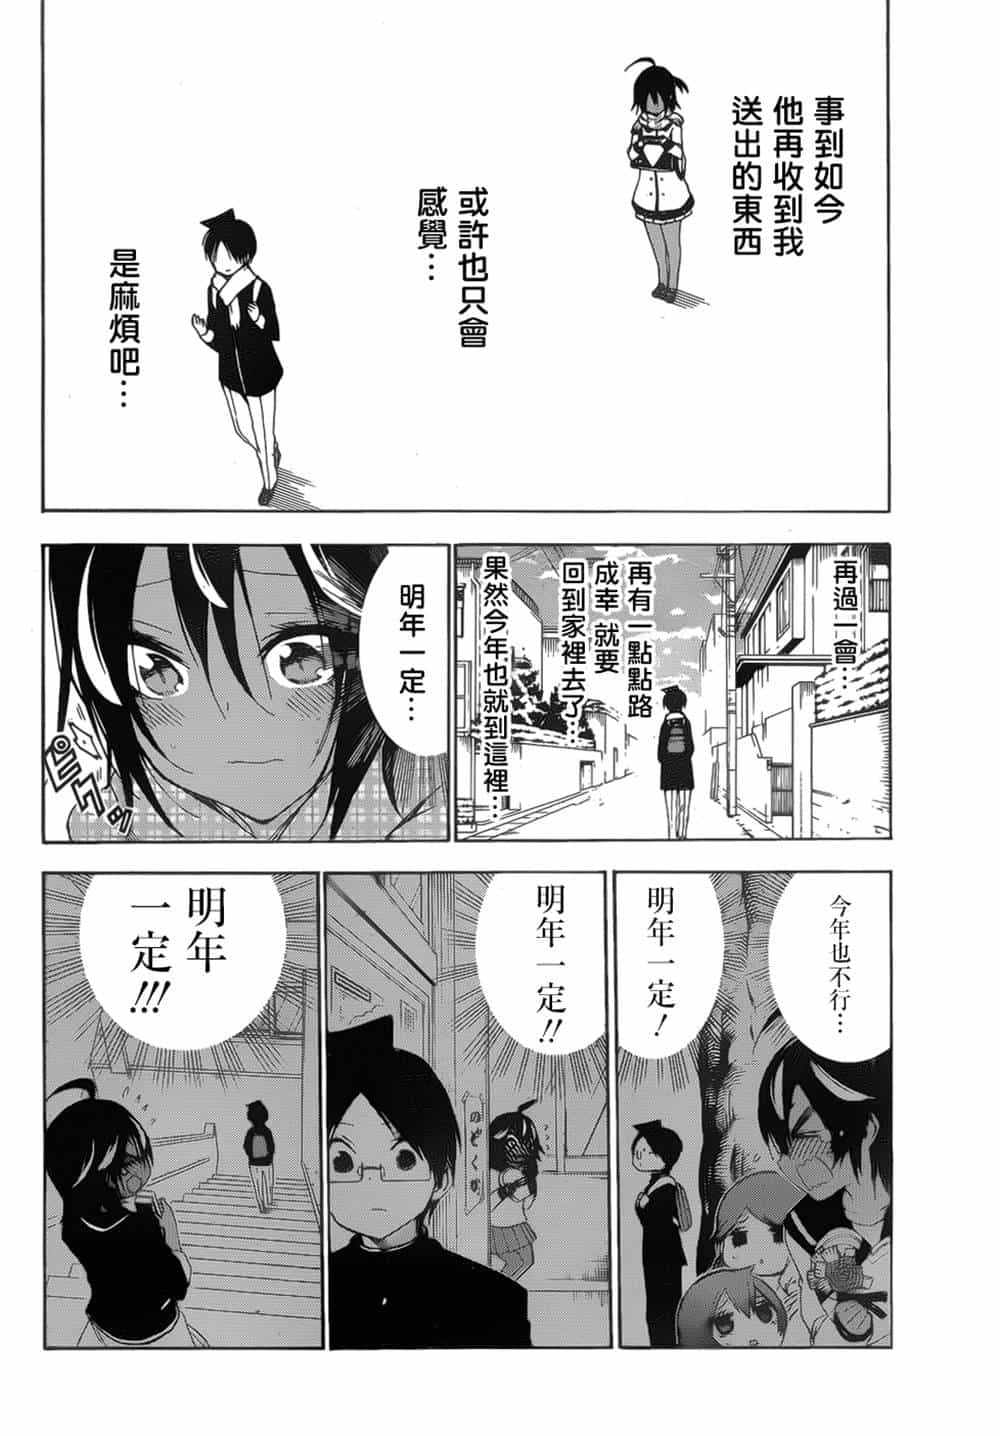 事到如今
他再收到我
送出的東西
或許也只會
感覺…
是麻煩吧…
再過一會…
再有一點點路
成幸 就要
回到家裡去了…
果然今年也就到這裡…
明年一定…
今年也不行…
明年一定！
明年一定!!
明年
一定!!!